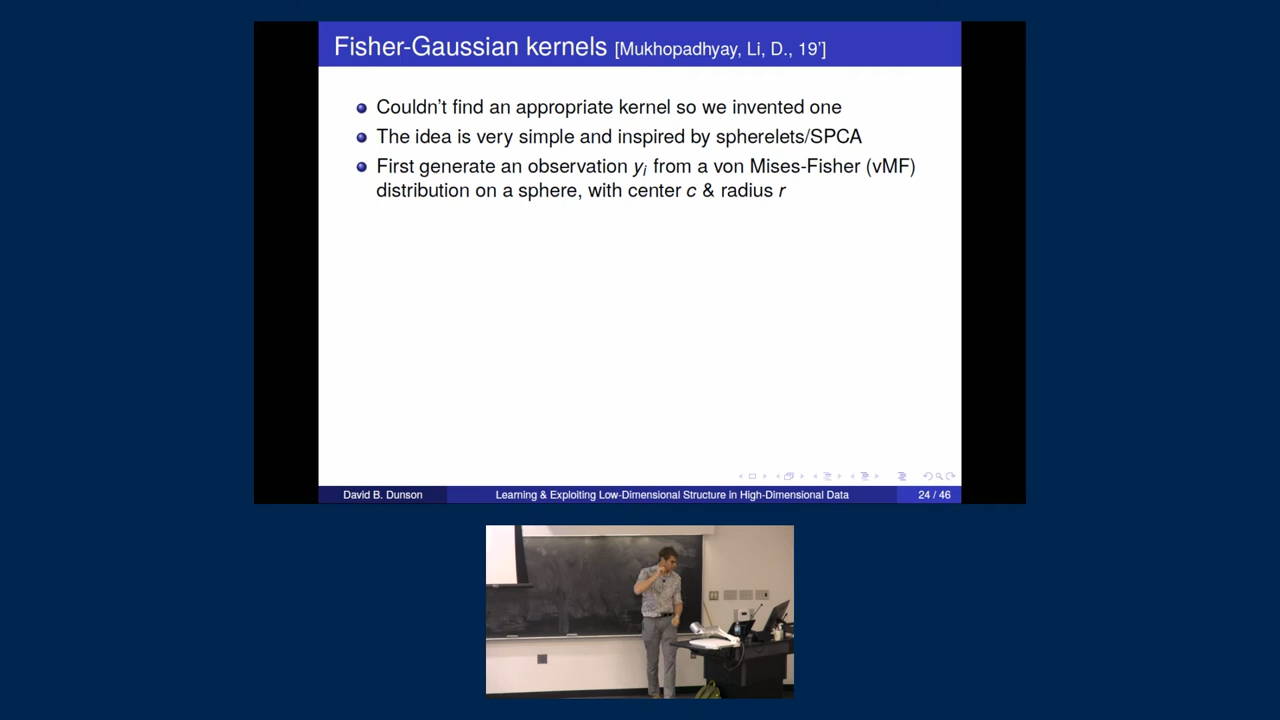 Fisher-Gaussian kernels [Mukhopadhyay, Li, D., 19']
Couldn't find an appropriate kernel so we invented one
The idea is very simple and inspired by spherelets/SPCA
First generate an observation yᵢ from a von Mises-Fisher (vMF)
distribution on a sphere, with center c & radius r
David B. Dunson
Learning & Exploiting Low-Dimensional Structure in High-Dimensional Data
24 / 46